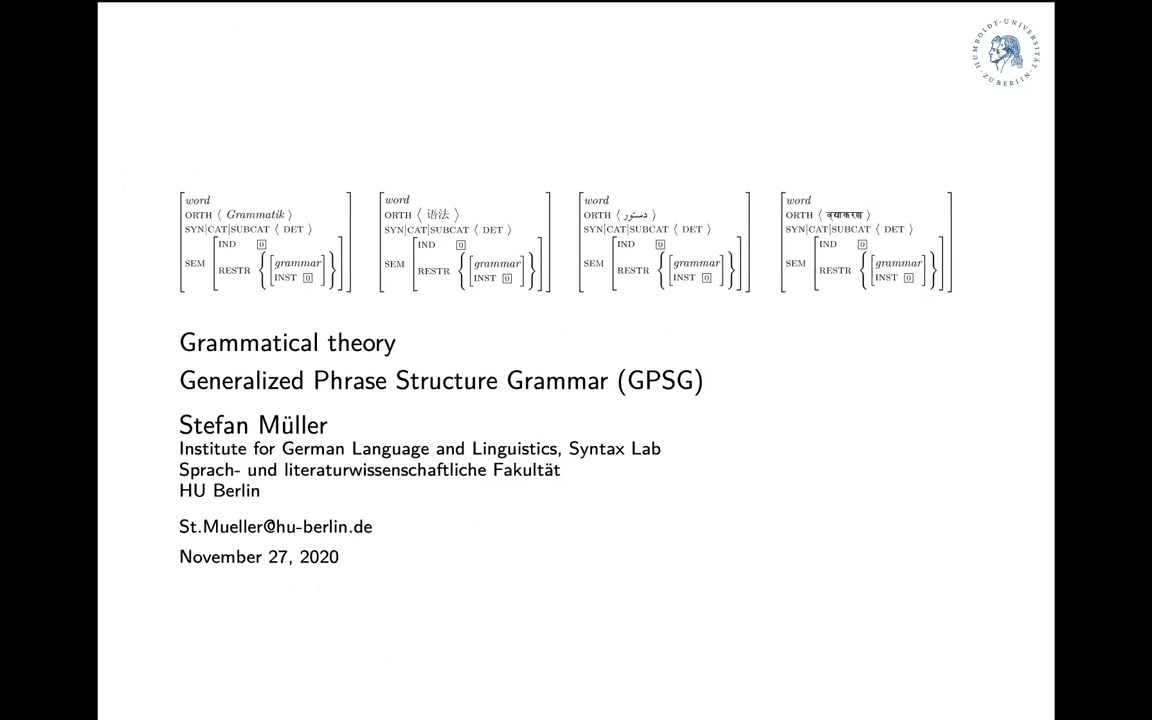 HUMBOLDT-UNIVERSITÄT ZU BERLIN
word
ORTH ⟨ Grammatik ⟩
SYN|CAT|SUBCAT ⟨ DET ⟩
SEM
IND 0
RESTR
grammar
INST 0
word
ORTH ⟨ 语法 ⟩
SYN|CAT|SUBCAT ⟨ DET ⟩
SEM
IND 0
RESTR
grammar
INST 0
word
ORTH ⟨ دستور ⟩
SYN|CAT|SUBCAT ⟨ DET ⟩
SEM
IND 0
RESTR
grammar
INST 0
word
ORTH ⟨ व्याकरण ⟩
SYN|CAT|SUBCAT ⟨ DET ⟩
SEM
IND 0
RESTR
grammar
INST 0
Grammatical theory
Generalized Phrase Structure Grammar (GPSG)
Stefan Müller
Institute for German Language and Linguistics, Syntax Lab
Sprach- und literaturwissenschaftliche Fakultät
HU Berlin
St.Mueller@hu-berlin.de
November 27, 2020